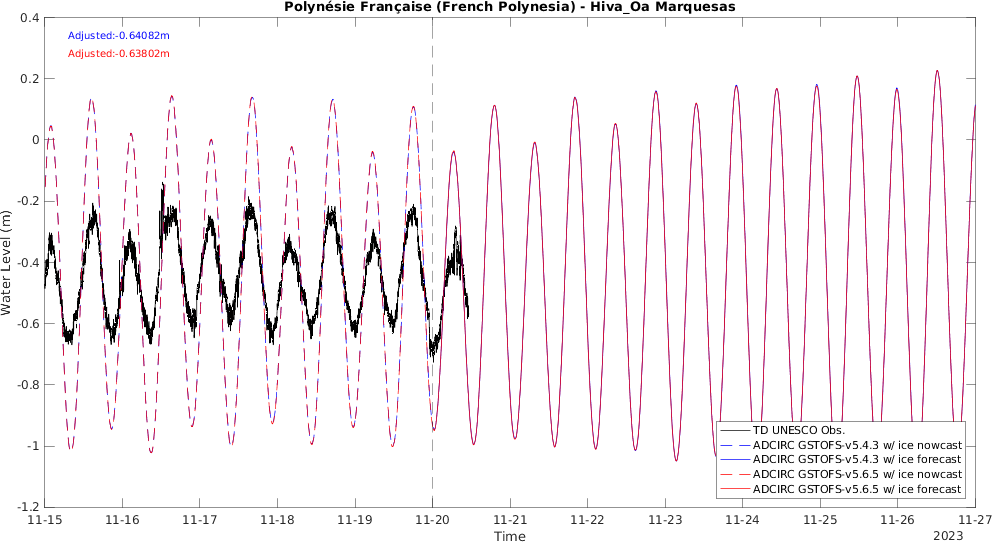 Polynésie Française (French Polynesia) - Hiva_Oa Marquesas
Adjusted:-0.64082m
Adjusted:-0.63802m
0.4
0.2
0
-0.2
-0.4
-0.6
-0.8
-1
-1.2
Water Level (m)
TD UNESCO Obs.
ADCIRC GSTOFS-v5.4.3 w/ ice nowcast
ADCIRC GSTOFS-v5.4.3 w/ ice forecast
ADCIRC GSTOFS-v5.6.5 w/ ice nowcast
ADCIRC GSTOFS-v5.6.5 w/ ice forecast
11-15 11-16 11-17 11-18 11-19 11-20 11-21 11-22 11-23 11-24 11-25 11-26 11-27
Time
2023